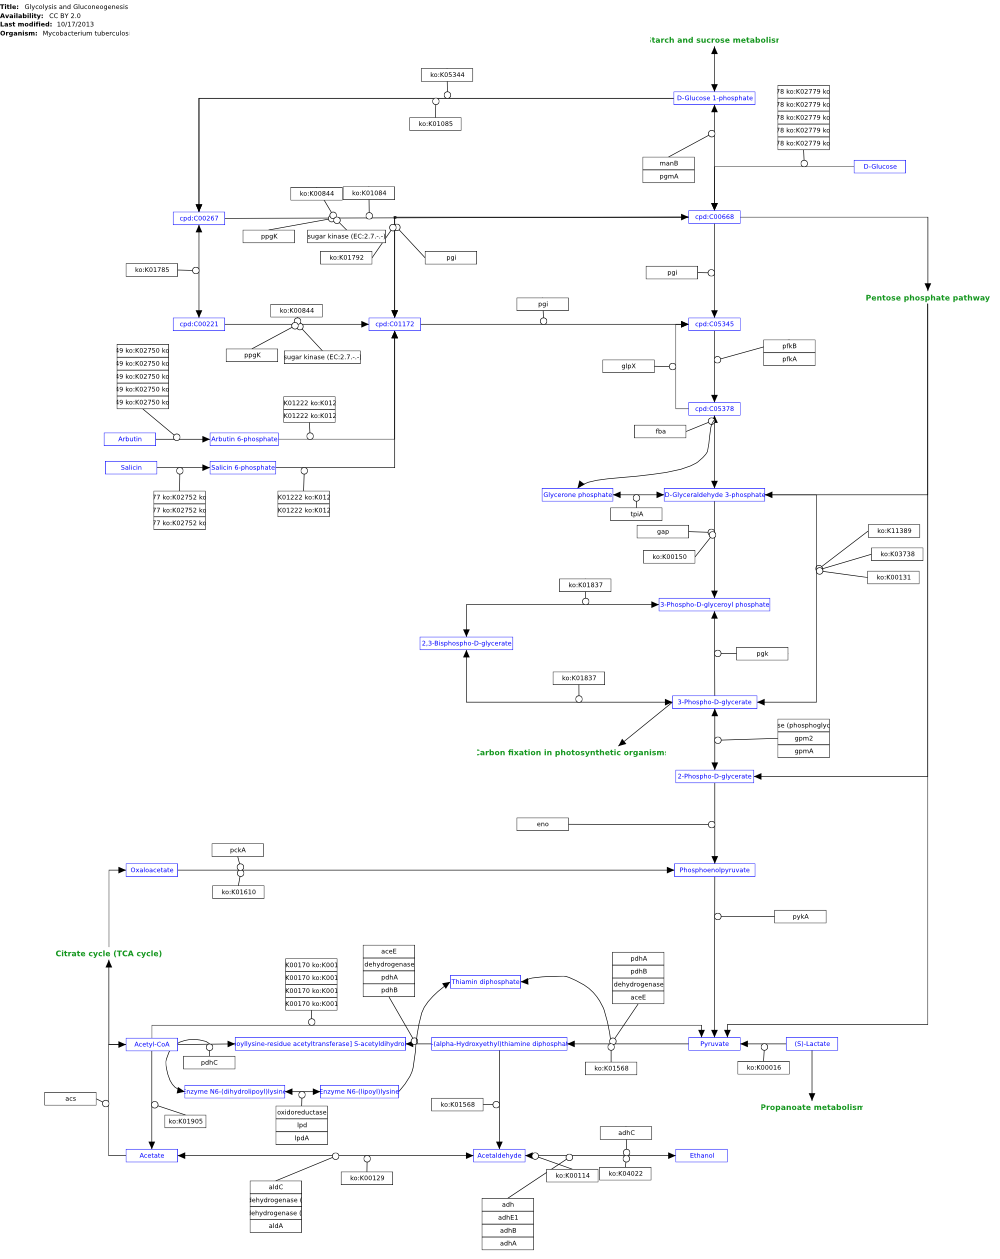 Title: Glycolysis and Gluconeogenesis
Availability: CC BY 2.0
Last modified: 10/17/2013
Organism: Mycobacterium tuberculos
tarch and sucrose metabolism
ko:K05344
D-Glucose 1-phosphate
78 ko:K02779 ko
78 ko:K02779 ko
78 ko:K02779 ko
78 ko:K02779 ko
78 ko:K02779 ko
ko:K01085
manB
pgmA
D-Glucose
ko:K00844
ko:K01084
cpd:C00267
cpd:C00668
ppgK
sugar kinase (EC:2.7.-.-)
ko:K01792
pgi
ko:K01785
pgi
Pentose phosphate pathway
pgi
ko:K00844
cpd:C00221
cpd:C01172
cpd:C05345
ppgK
sugar kinase (EC:2.7.-.-)
pfkB
pfkA
49 ko:K02750 ko
49 ko:K02750 ko
49 ko:K02750 ko
49 ko:K02750 ko
49 ko:K02750 ko
glpX
K01222 ko:K012
K01222 ko:K012
cpd:C05378
fba
Arbutin
Arbutin 6-phosphate
Salicin
Salicin 6-phosphate
77 ko:K02752 ko
77 ko:K02752 ko
77 ko:K02752 ko
K01222 ko:K012
K01222 ko:K012
Glycerone phosphate
D-Glyceraldehyde 3-phosphate
tpiA
gap
ko:K00150
ko:K11389
ko:K03738
ko:K00131
ko:K01837
3-Phospho-D-glyceroyl phosphate
2,3-Bisphospho-D-glycerate
pgk
ko:K01837
3-Phospho-D-glycerate
se (phosphoglyc
gpm2
gpmA
Carbon fixation in photosynthetic organisms
2-Phospho-D-glycerate
eno
pckA
Oxaloacetate
Phosphoenolpyruvate
ko:K01610
pykA
Citrate cycle (TCA cycle)
aceE
dehydrogenase
pdhA
pdhB
pdhA
pdhB
dehydrogenase
aceE
K00170 ko:K001
K00170 ko:K001
K00170 ko:K001
K00170 ko:K001
Thiamin diphosphate
Acetyl-CoA
oyllysine-residue acetyltransferase] S-acetyldihydro
(alpha-Hydroxyethyl)thiamine diphosphat
Pyruvate
(S)-Lactate
pdhC
ko:K01568
ko:K00016
Enzyme N6-(dihydrolipoyl)lysine
Enzyme N6-(lipoyl)lysine
acs
ko:K01905
oxidoreductase
lpd
lpdA
ko:K01568
Propanoate metabolism
adhC
Acetate
Acetaldehyde
Ethanol
ko:K00129
ko:K00114
ko:K04022
aldC
dehydrogenase (
dehydrogenase (
aldA
adh
adhE1
adhB
adhA